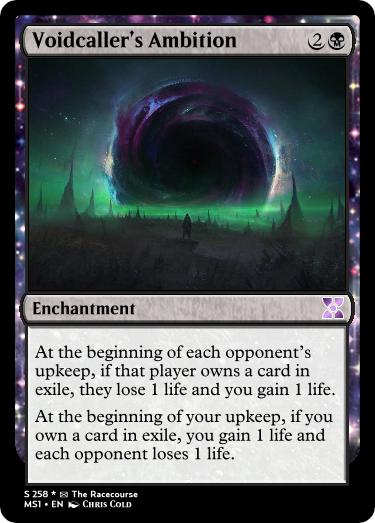 Voidcaller's Ambition 2
Enchantment
At the beginning of each opponent's
upkeep, if that player owns a card in
exile, they lose 1 life and you gain 1 life.
At the beginning of your upkeep, if you
own a card in exile, you gain 1 life and
each opponent loses 1 life.
S 258 * The Racecourse
MS1 • EN Chris Cold